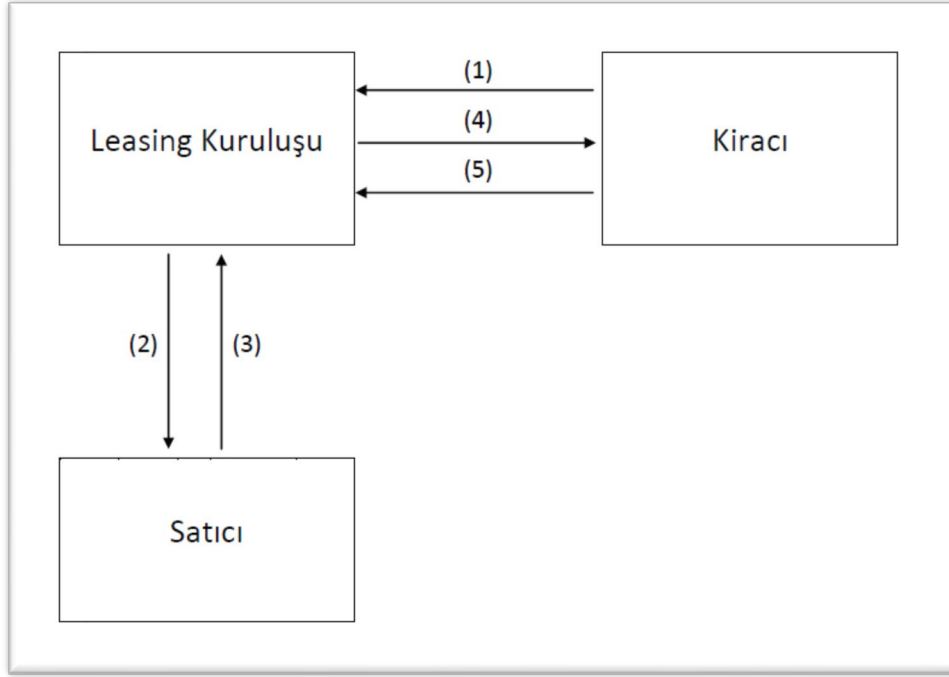 (1)
Leasing Kuruluşu
(4)
Kiracı
(5)
(2)
(3)
Satıcı